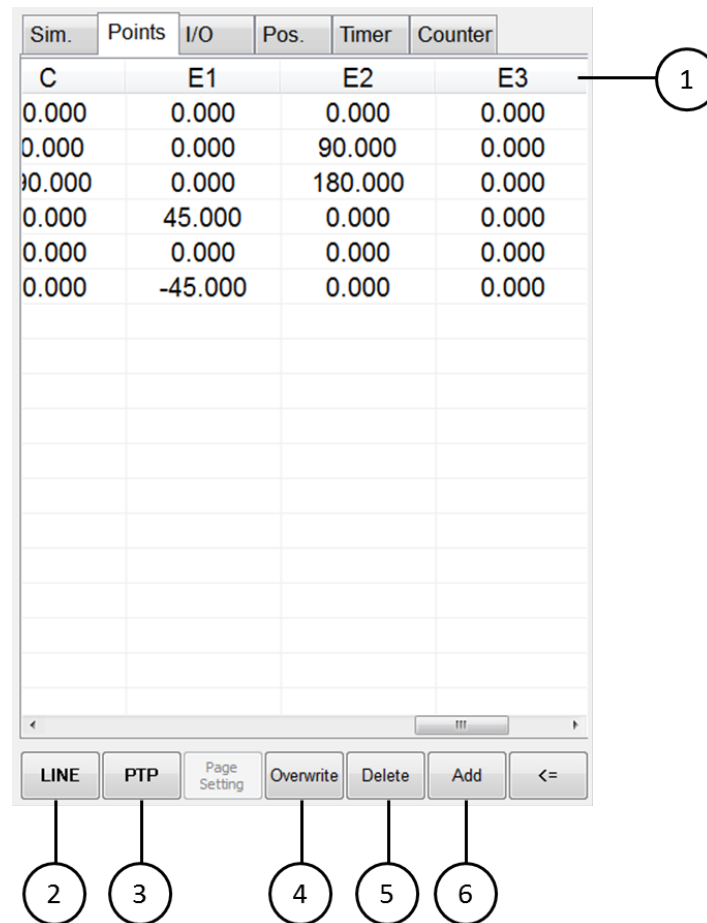 Sim. Points I/O Pos. Timer Counter
C E1 E2 E3 1
0.000 0.000 0.000 0.000
0.000 0.000 90.000 0.000
90.000 0.000 180.000 0.000
0.000 45.000 0.000 0.000
0.000 0.000 0.000 0.000
0.000 -45.000 0.000 0.000
LINE PTP Page Setting Overwrite Delete Add <=
2 3 4 5 6